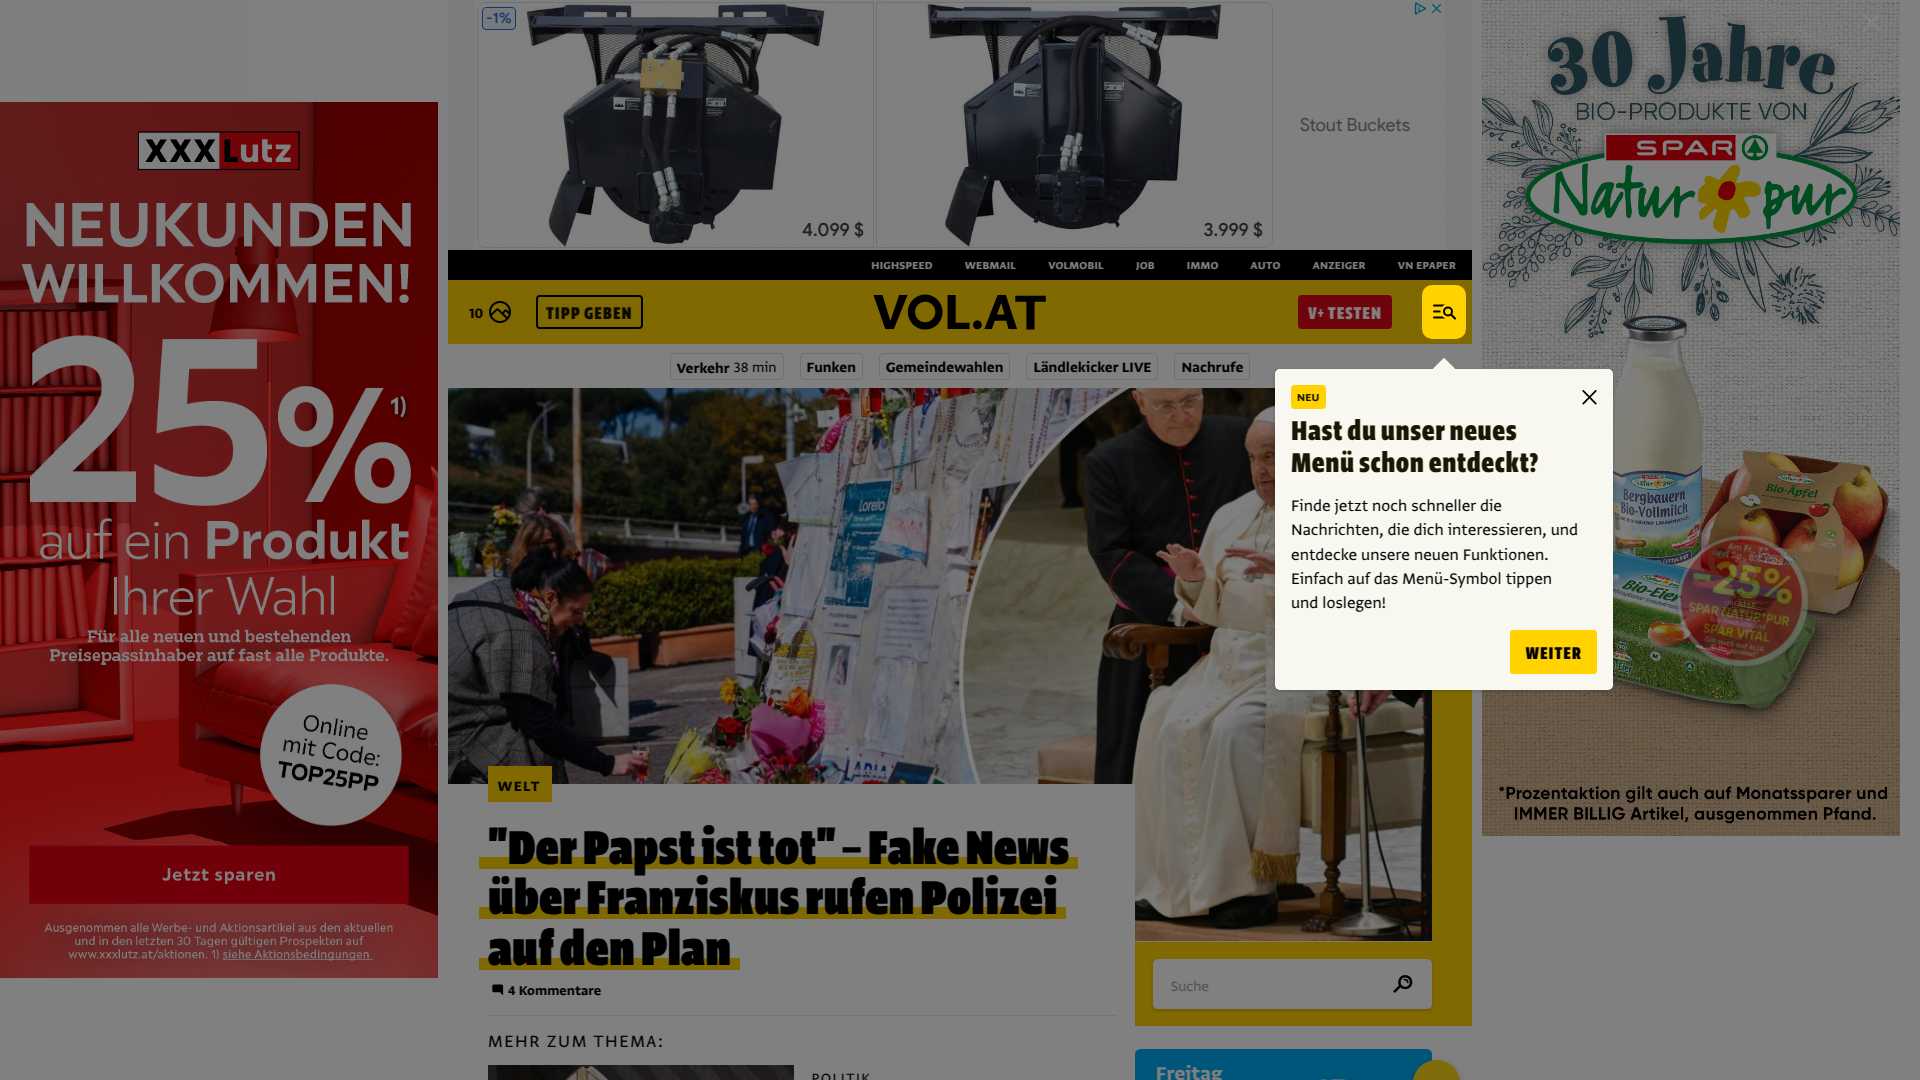 -1%
4.099 $
3.999 $
Stout Buckets
XXXLutz
NEUKUNDEN
WILLKOMMEN!
25%1)
auf ein Produkt
Ihrer Wahl
Für alle neuen und bestehenden
Preisepassinhaber auf fast alle Produkte.
Online
mit Code:
TOP25PP
Jetzt sparen
Ausgenommen alle Werbe- und Aktionsartikel aus den aktuellen
und in den letzten 30 Tagen gültigen Prospekten auf
www.xxxlutz.at/aktionen. 1) siehe Aktionsbedingungen
HIGHSPEED WEBMAIL VOLMOBIL JOB IMMO AUTO ANZEIGER VN EPAPER
10 TIPP GEBEN VOL.AT V+ TESTEN
Verkehr 38 min Funken Gemeindewahlen Ländlekicker LIVE Nachrufe
NEU
Hast du unser neues
Menü schon entdeckt?
Finde jetzt noch schneller die
Nachrichten, die dich interessieren, und
entdecke unsere neuen Funktionen.
Einfach auf das Menü-Symbol tippen
und loslegen!
WEITER
Loreto
ARIA
WELT
"Der Papst ist tot" – Fake News
über Franziskus rufen Polizei
auf den Plan
4 Kommentare
MEHR ZUM THEMA:
POLITIK
Suche
Freitag
30 Jahre
BIO-PRODUKTE VON
SPAR
Natur pur
Bergbauern
Bio-Vollmilch
Bio-Äpfel
Bio-Eier
-25%
SPAR NATUR*PUR
SPAR VITAL
*Prozentaktion gilt auch auf Monatssparer und
IMMER BILLIG Artikel, ausgenommen Pfand.